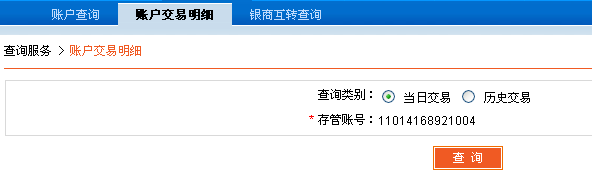 账户查询 账户交易明细 银商互转查询
查询服务 > 账户交易明细
查询类别： 当日交易 历史交易
* 存管账号：11014168921004
查 询